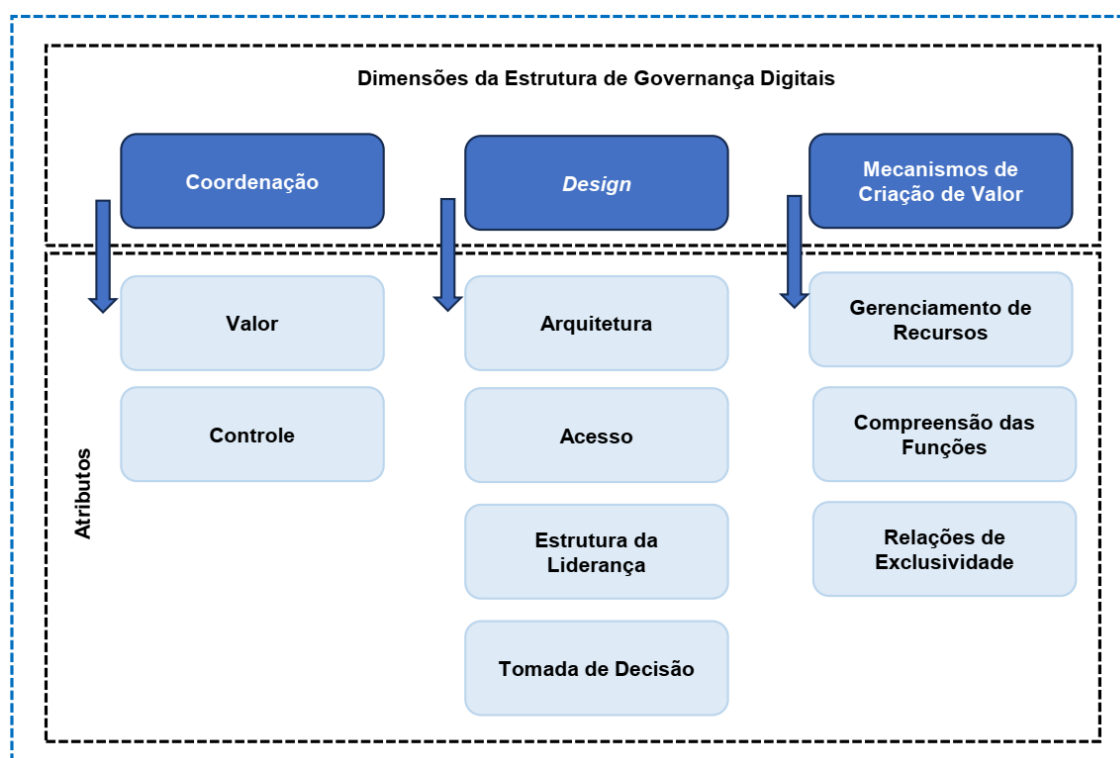 Dimensões da Estrutura de Governança Digitais
Coordenação
Design
Mecanismos de
Criação de Valor
Atributos
Valor
Controle
Arquitetura
Acesso
Estrutura da
Liderança
Tomada de Decisão
Gerenciamento de
Recursos
Compreensão das
Funções
Relações de
Exclusividade